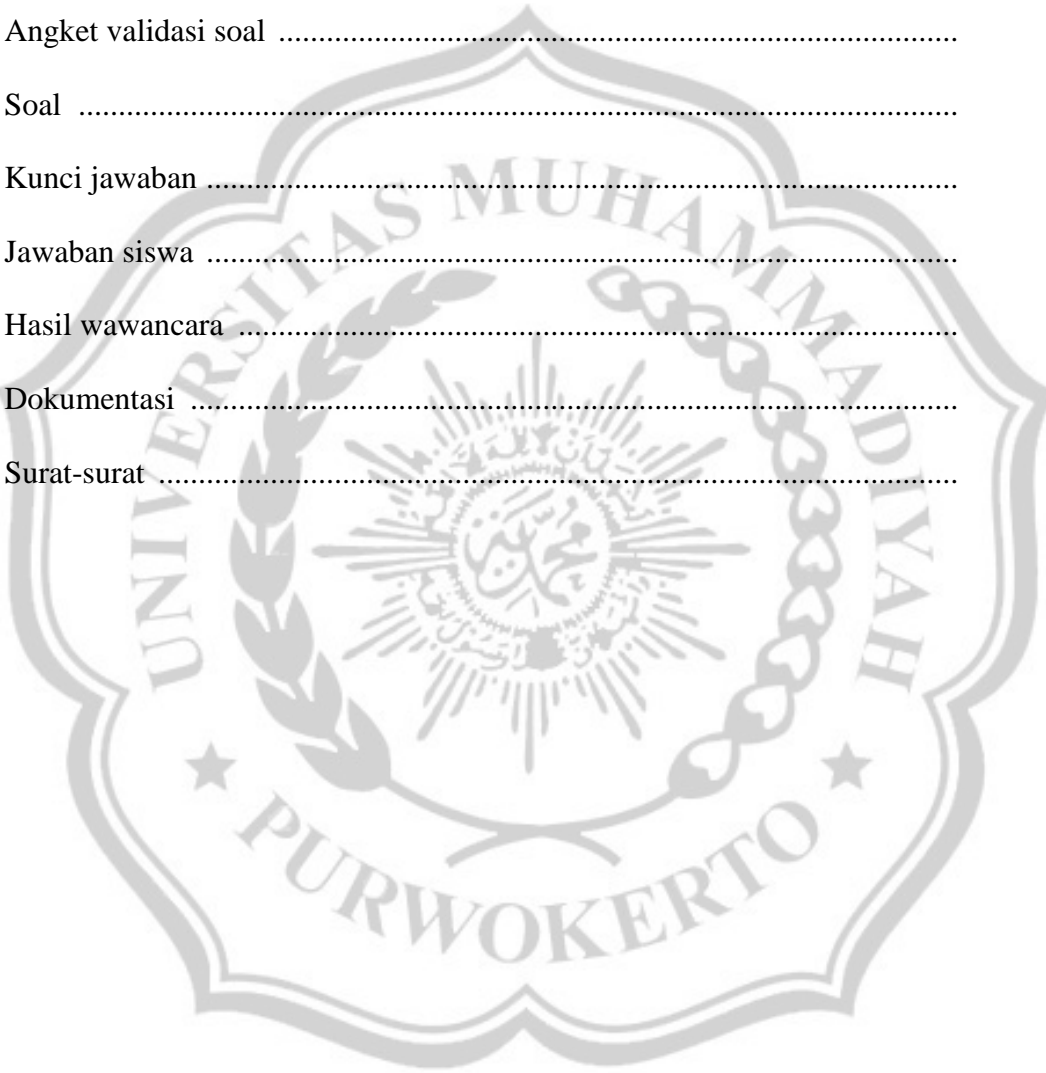 Angket validasi soal ......................................................................................
Soal ................................................................................................................
Kunci jawaban ...............................................................................................
Jawaban siswa ...............................................................................................
Hasil wawancara ...........................................................................................
Dokumentasi .................................................................................................
Surat-surat .....................................................................................................
UNIVERSITAS MUHAMMADIYAH
PURWOKERTO